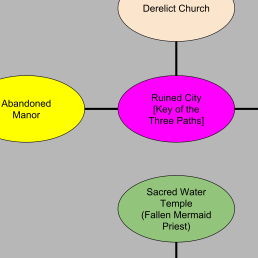 Derelict Church
Abandoned
Manor
Ruined City
[Key of the
Three Paths]
Sacred Water
Temple
(Fallen Mermaid
Priest)